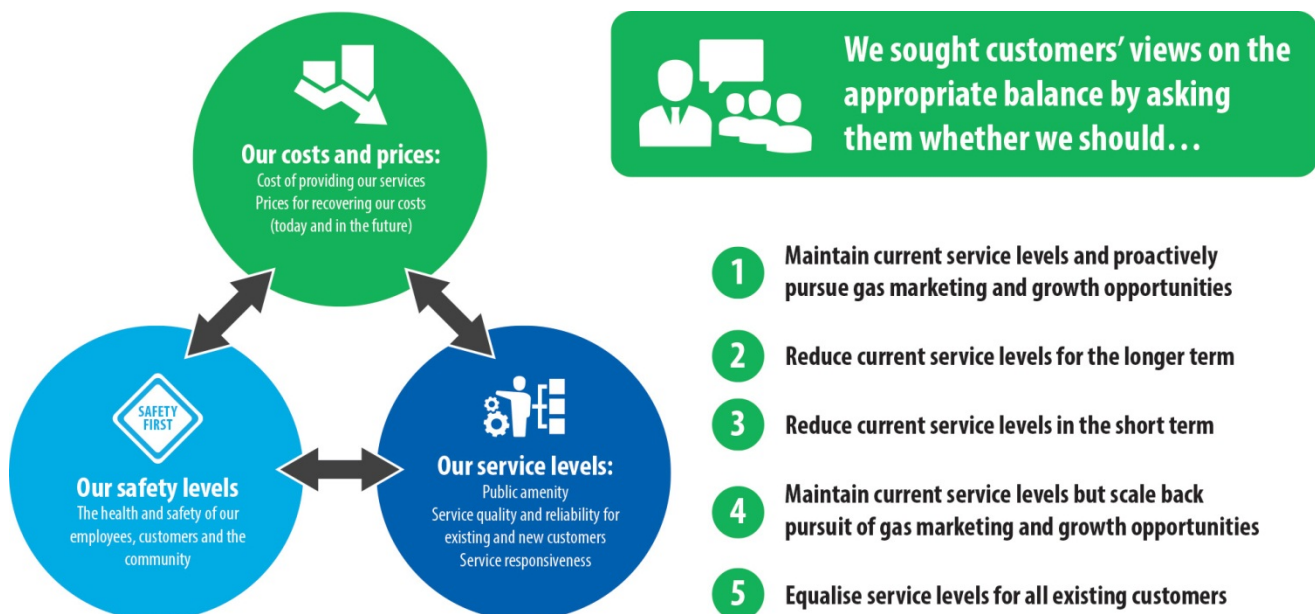 Our costs and prices:
Cost of providing our services
Prices for recovering our costs
(today and in the future)
SAFETY
FIRST
Our safety levels
The health and safety of our
employees, customers and the
community
Our service levels:
Public amenity
Service quality and reliability for
existing and new customers
Service responsiveness
We sought customers’ views on the
appropriate balance by asking
them whether we should…
1 Maintain current service levels and proactively
pursue gas marketing and growth opportunities
2 Reduce current service levels for the longer term
3 Reduce current service levels in the short term
4 Maintain current service levels but scale back
pursuit of gas marketing and growth opportunities
5 Equalise service levels for all existing customers